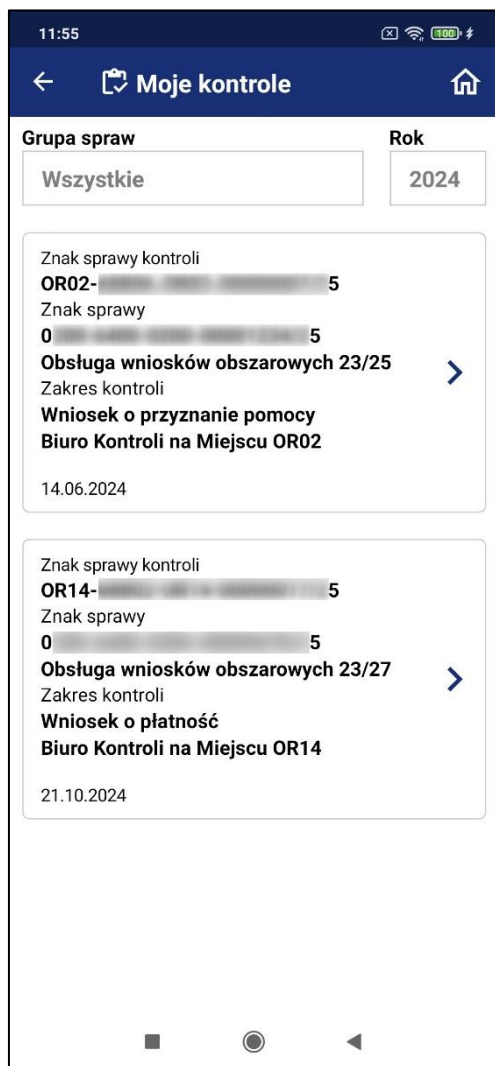 11:55
100
Moje kontrole
Grupa spraw
Rok
Wszystkie
2024
Znak sprawy kontroli
OR02- 5
Znak sprawy
0 5
Obsługa wniosków obszarowych 23/25
Zakres kontroli
Wniosek o przyznanie pomocy
Biuro Kontroli na Miejscu OR02
14.06.2024
Znak sprawy kontroli
OR14- 5
Znak sprawy
0 5
Obsługa wniosków obszarowych 23/27
Zakres kontroli
Wniosek o płatność
Biuro Kontroli na Miejscu OR14
21.10.2024